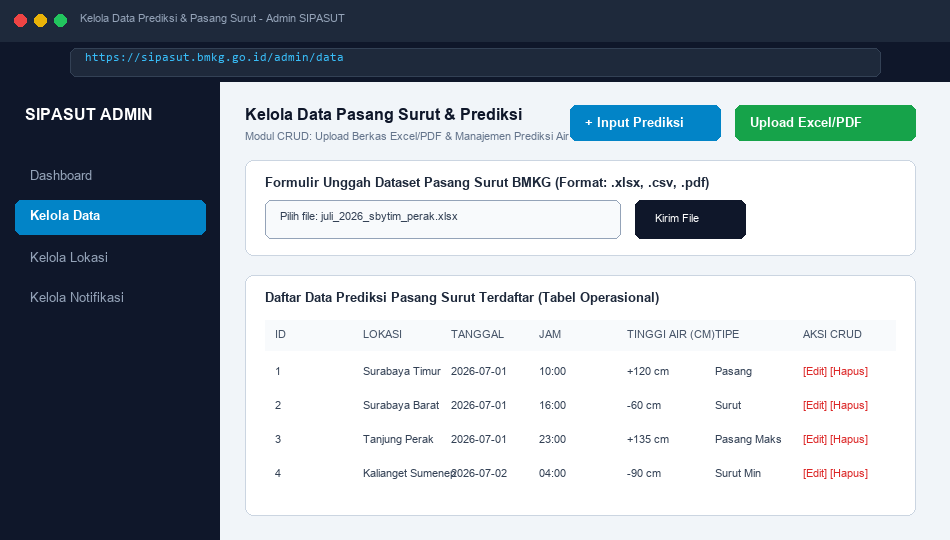 Kelola Data Prediksi & Pasang Surut - Admin SIPASUT
https://sipasut.bmkg.go.id/admin/data
SIPASUT ADMIN
Dashboard
Kelola Data
Kelola Lokasi
Kelola Notifikasi
Kelola Data Pasang Surut & Prediksi
Modul CRUD: Upload Berkas Excel/PDF & Manajemen Prediksi Air
+ Input Prediksi
Upload Excel/PDF
Formulir Unggah Dataset Pasang Surut BMKG (Format: .xlsx, .csv, .pdf)
Pilih file: juli_2026_sbytim_perak.xlsx
Kirim File
Daftar Data Prediksi Pasang Surut Terdaftar (Tabel Operasional)
ID LOKASI TANGGAL JAM TINGGI AIR (CM) TIPE AKSI CRUD
1 Surabaya Timur 2026-07-01 10:00 +120 cm Pasang [Edit] [Hapus]
2 Surabaya Barat 2026-07-01 16:00 -60 cm Surut [Edit] [Hapus]
3 Tanjung Perak 2026-07-01 23:00 +135 cm Pasang Maks [Edit] [Hapus]
4 Kalianget Sumenep 2026-07-02 04:00 -90 cm Surut Min [Edit] [Hapus]